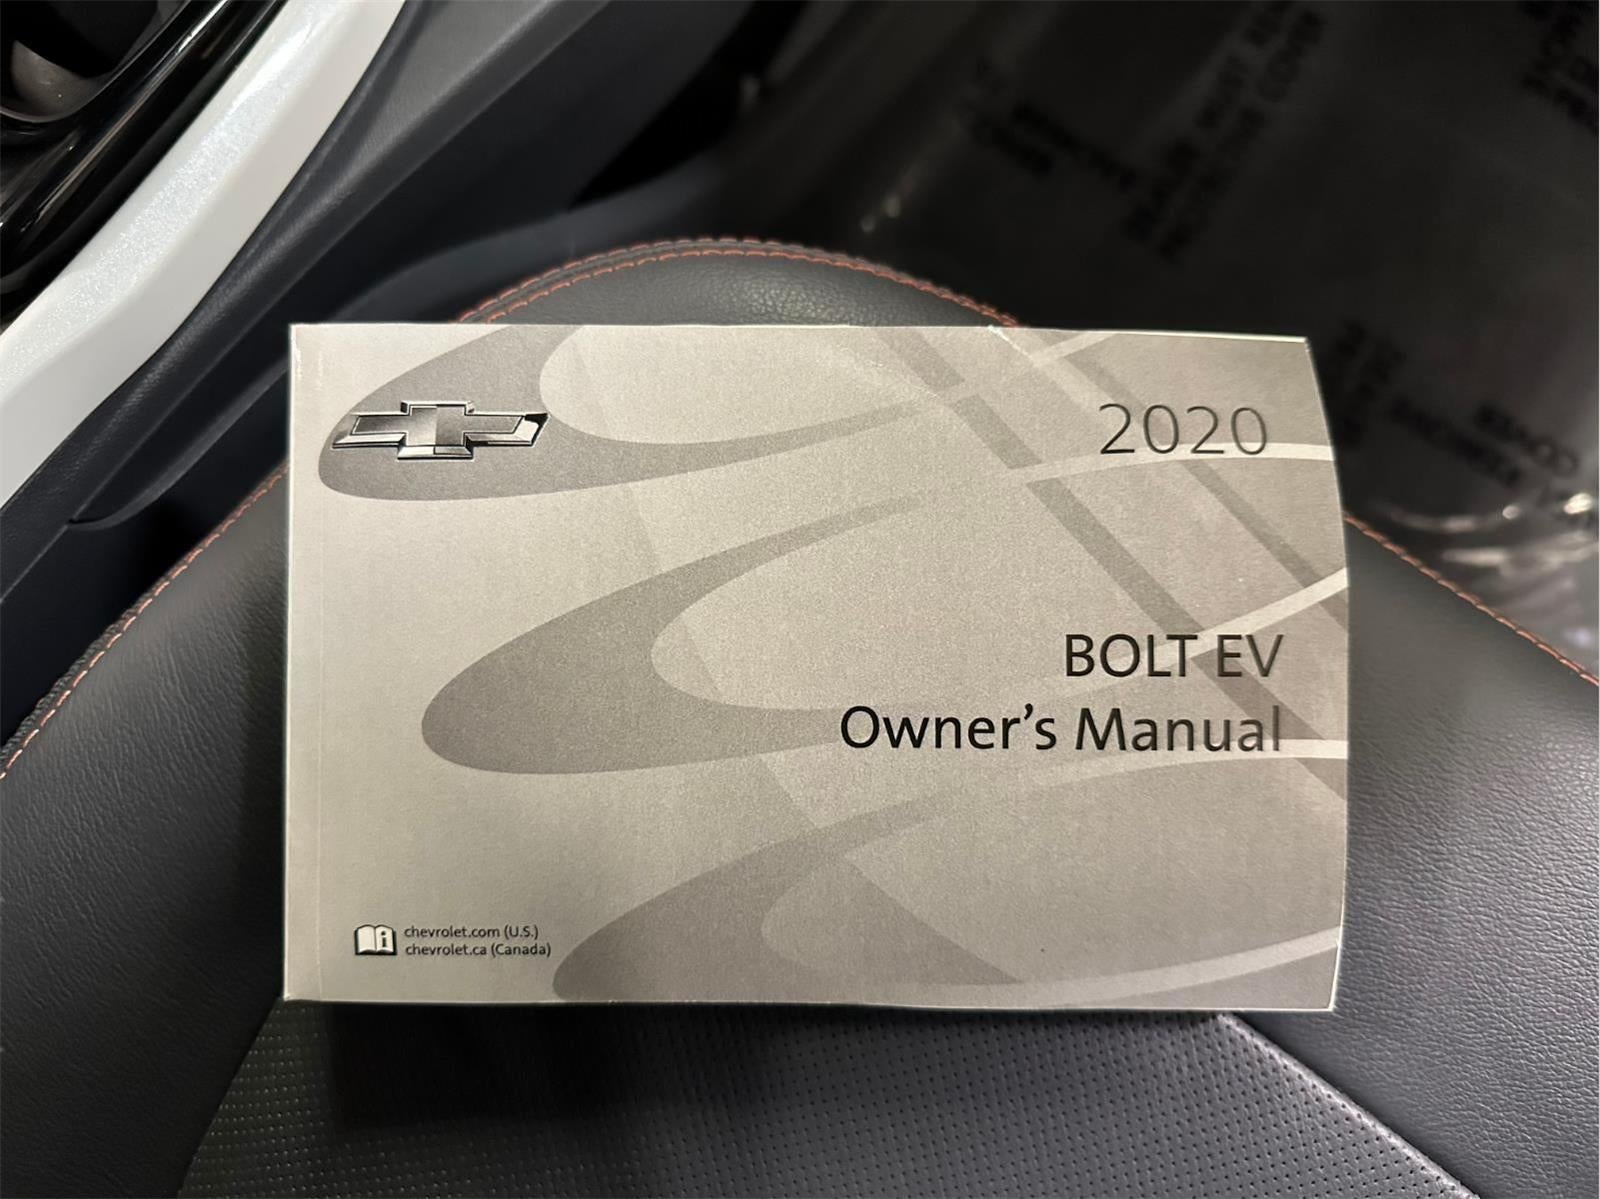 2020
BOLT EV
Owner's Manual
chevrolet.com (U.S.)
chevrolet.ca (Canada)